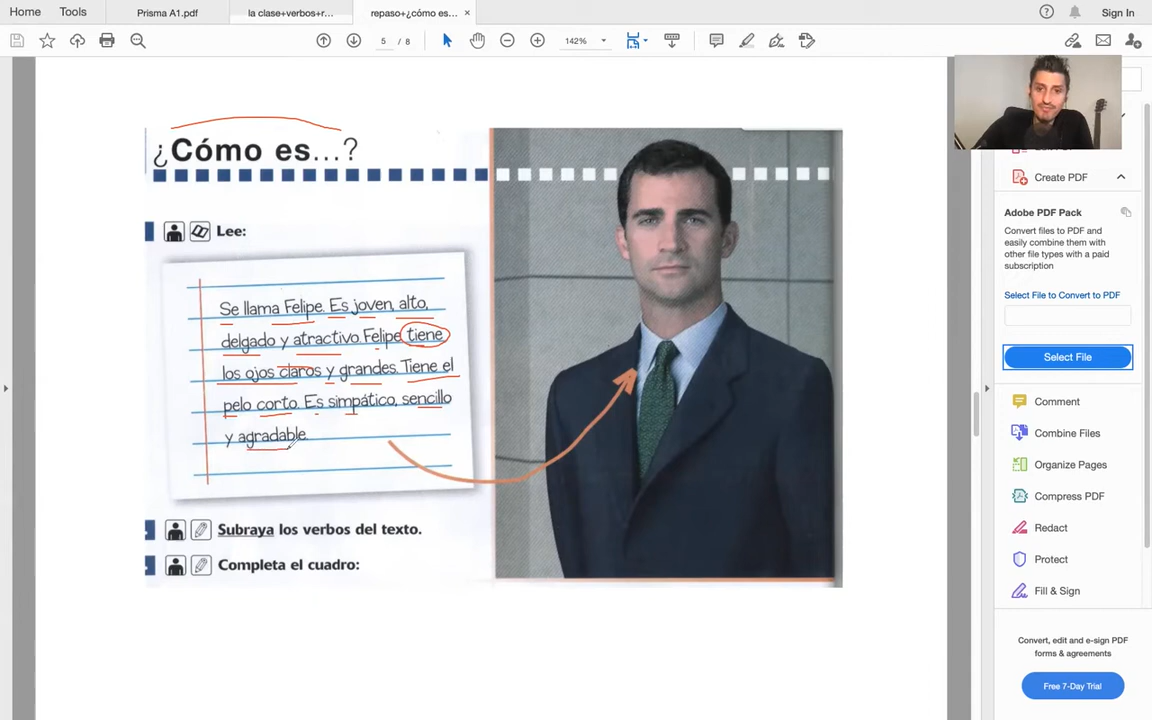 Home
Tools
Prisma A1.pdf
la clase+verbos+r...
repaso+¿cómo es...
Sign In
5 / 8
142%
¿Cómo es...?
Lee:
Se llama Felipe. Es joven, alto,
delgado y atractivo. Felipe tiene
los ojos claros y grandes. Tiene el
pelo corto. Es simpático, sencillo
y agradable.
Subraya los verbos del texto.
Completa el cuadro:
Create PDF
Adobe PDF Pack
Convert files to PDF and
easily combine them with
other file types with a paid
subscription
Select File to Convert to PDF
Select File
Comment
Combine Files
Organize Pages
Compress PDF
Redact
Protect
Fill & Sign
Convert, edit and e-sign PDF
forms & agreements
Free 7-Day Trial